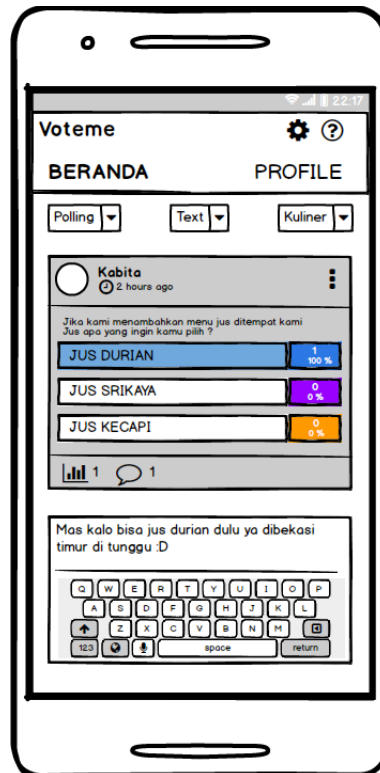 22:17
Voteme
?
BERANDA PROFILE
Polling Text Kuliner
Kabita
2 hours ago
Jika kami menambahkan menu jus ditempat kami
Jus apa yang ingin kamu pilih ?
JUS DURIAN 1
100 %
JUS SRIKAYA 0
0 %
JUS KECAPI 0
0 %
1 1
Mas kalo bisa jus durian dulu ya dibekasi
timur di tunggu :D
Q W E R T Y U I O P
A S D F G H J K L
Z X C V B N M
123 space return